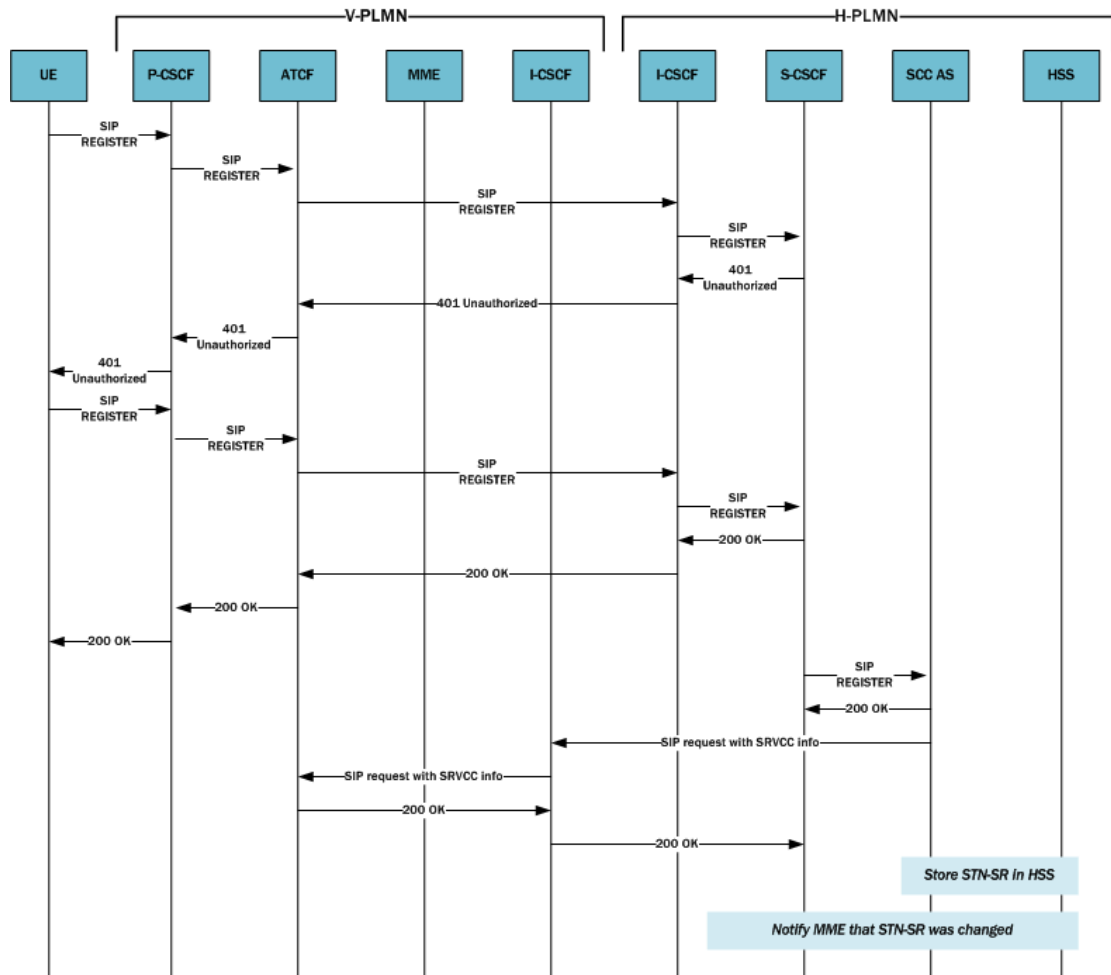 V-PLMN
H-PLMN
UE
P-CSCF
ATCF
MME
I-CSCF
I-CSCF
S-CSCF
SCC AS
HSS
SIP
REGISTER
SIP
REGISTER
SIP
REGISTER
SIP
REGISTER
401
Unauthorized
401 Unauthorized
401
Unauthorized
401
Unauthorized
SIP
REGISTER
SIP
REGISTER
SIP
REGISTER
SIP
REGISTER
200 OK
200 OK
200 OK
200 OK
SIP
REGISTER
200 OK
SIP request with SRVCC info
SIP request with SRVCC info
200 OK
200 OK
Store STN-SR in HSS
Notify MME that STN-SR was changed